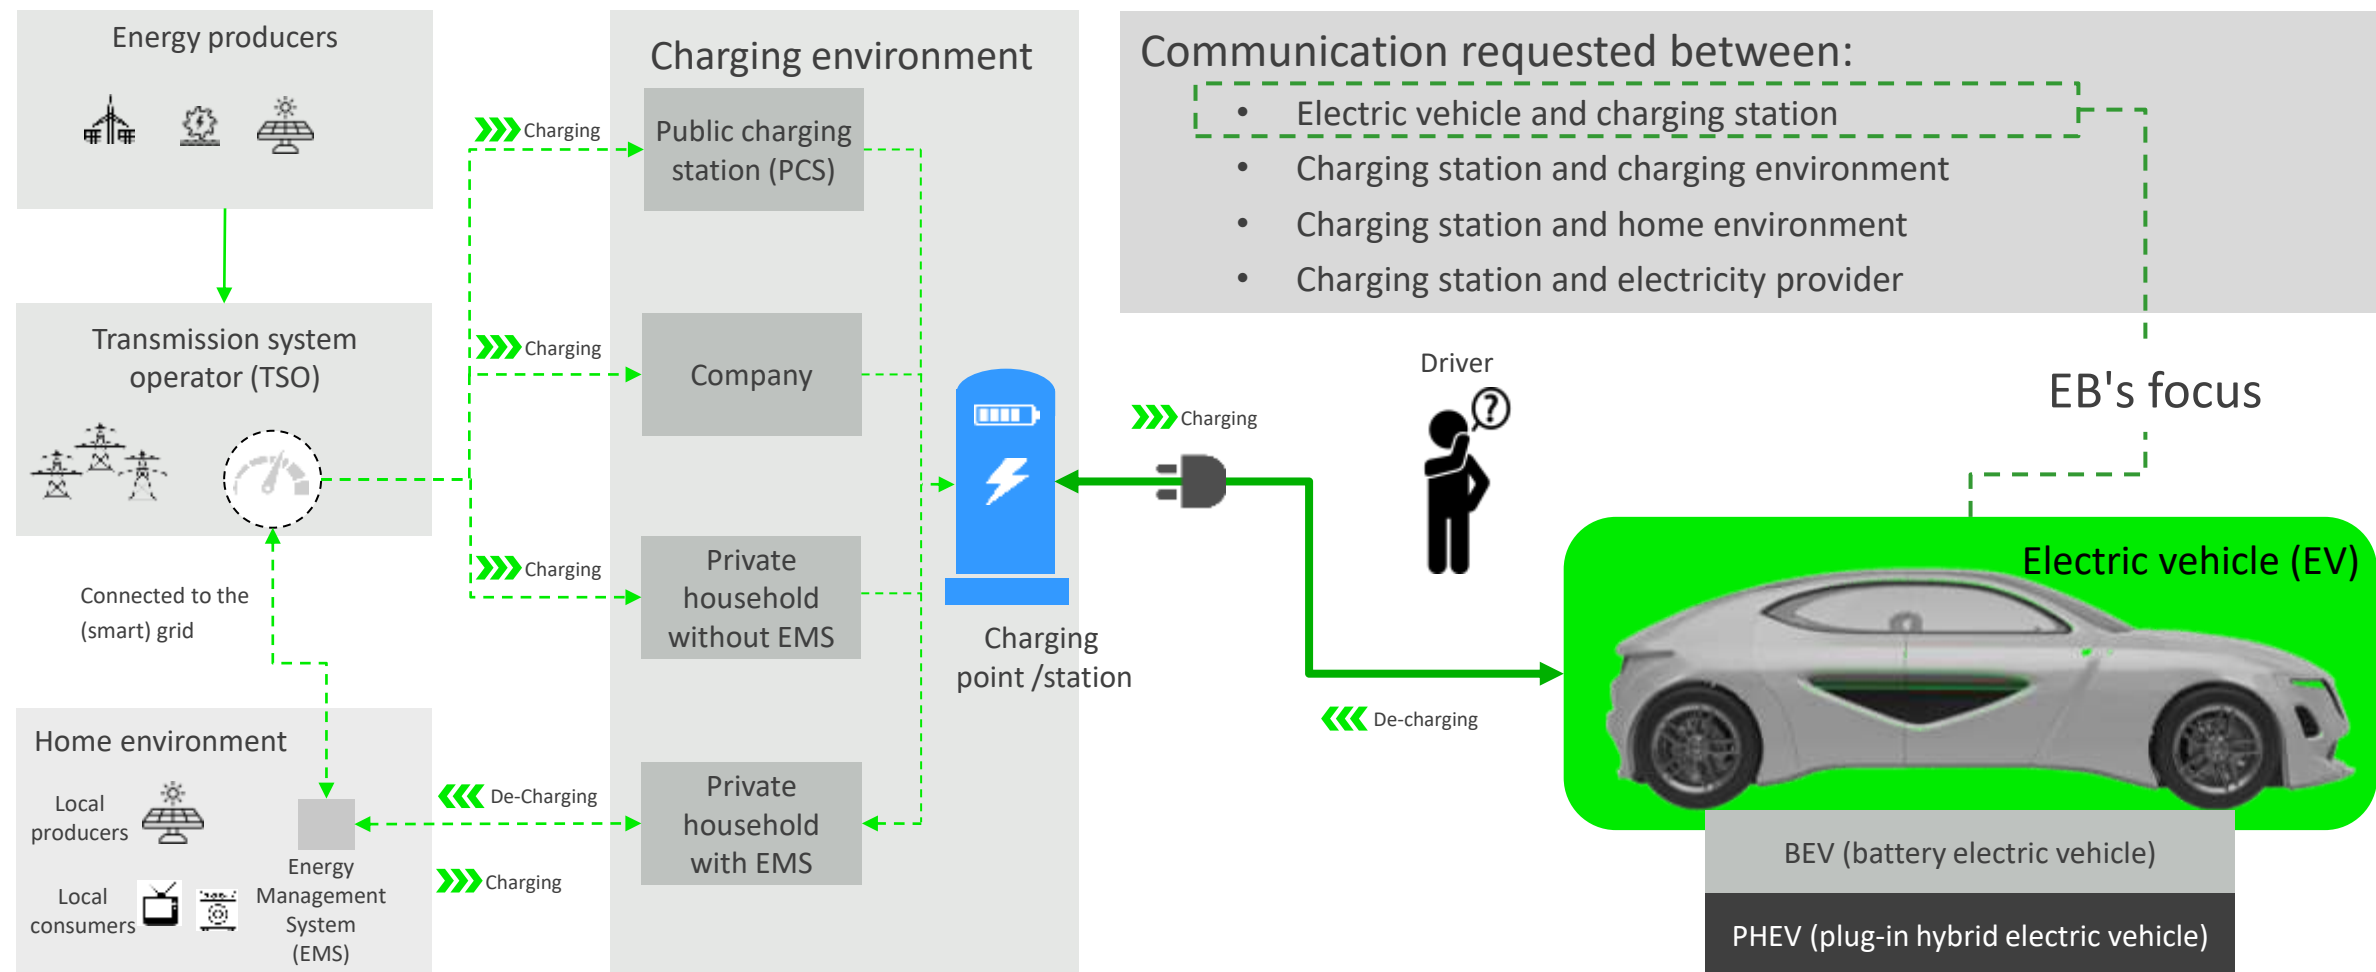 Energy producers
Transmission system
operator (TSO)
Connected to the
(smart) grid
Home environment
Local
producers
Local
consumers
Energy
Management
System
(EMS)
Charging
Charging
Charging
De-Charging
Charging
Charging environment
Public charging
station (PCS)
Company
Private
household
without EMS
Private
household
with EMS
Charging
point /station
Communication requested between:
• Electric vehicle and charging station
• Charging station and charging environment
• Charging station and home environment
• Charging station and electricity provider
Driver
?
Charging
De-charging
EB's focus
Electric vehicle (EV)
BEV (battery electric vehicle)
PHEV (plug-in hybrid electric vehicle)